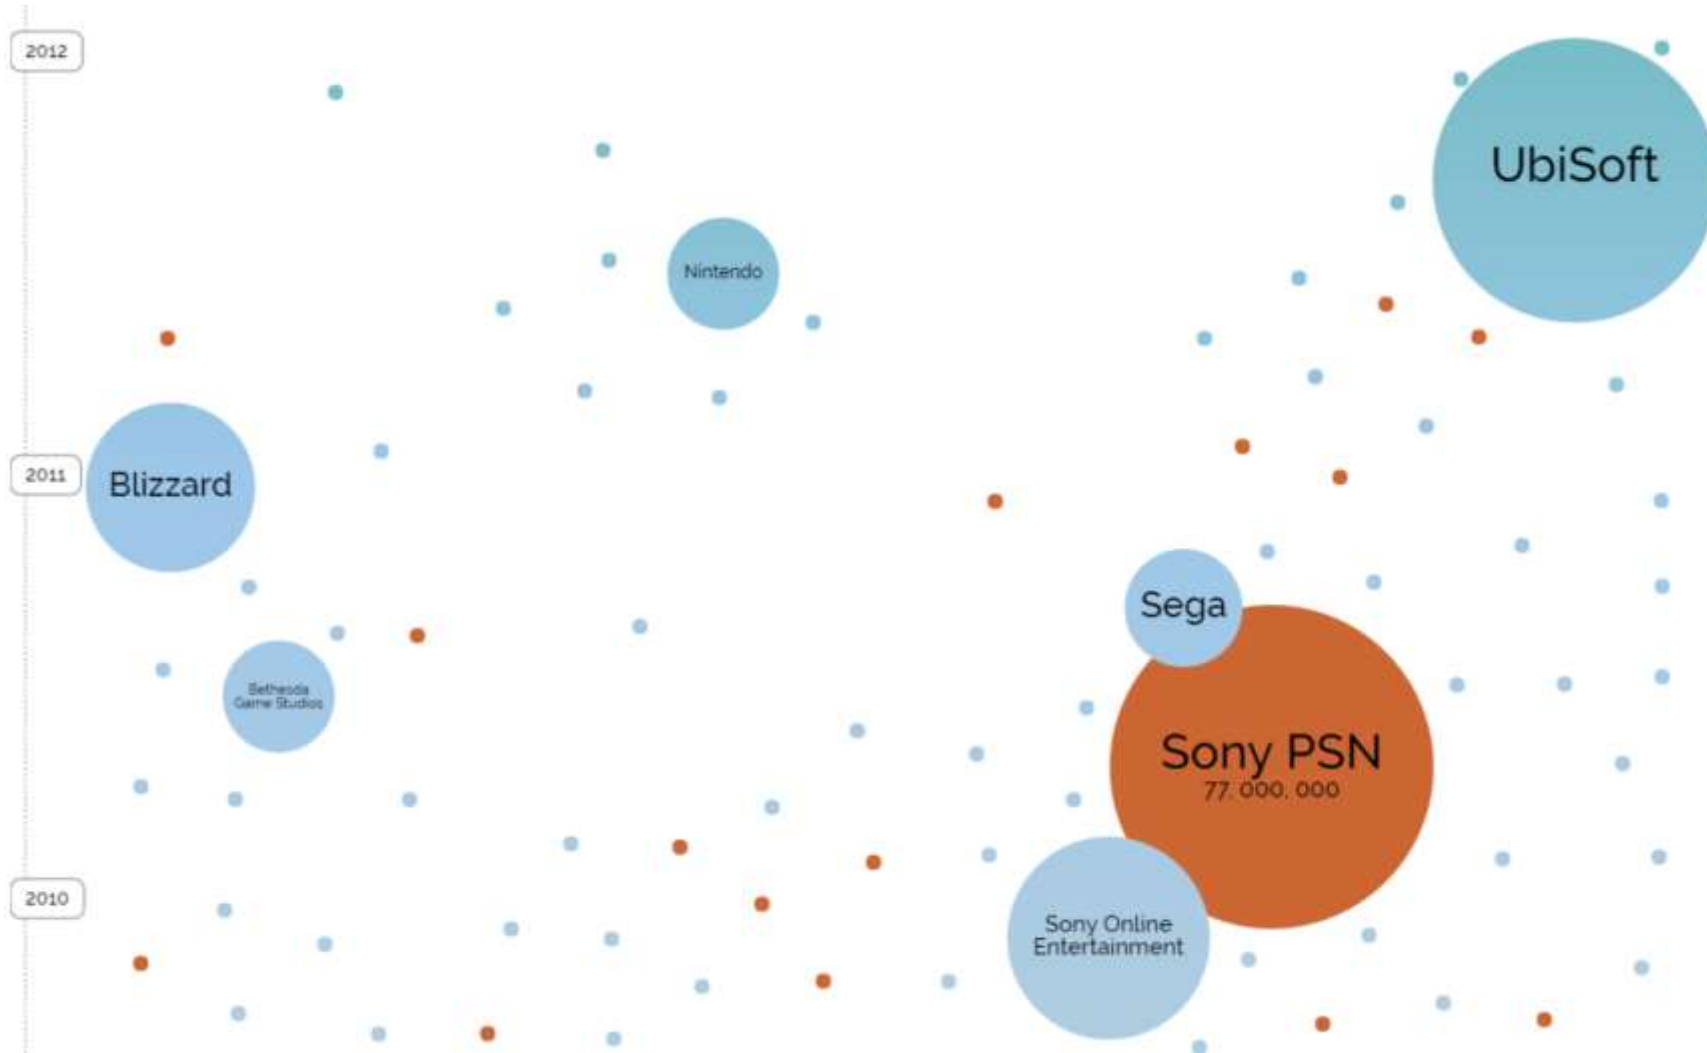 2012
UbiSoft
Nintendo
2011
Blizzard
Sega
Bethesda
Game Studios
Sony PSN
77, 000, 000
2010
Sony Online
Entertainment